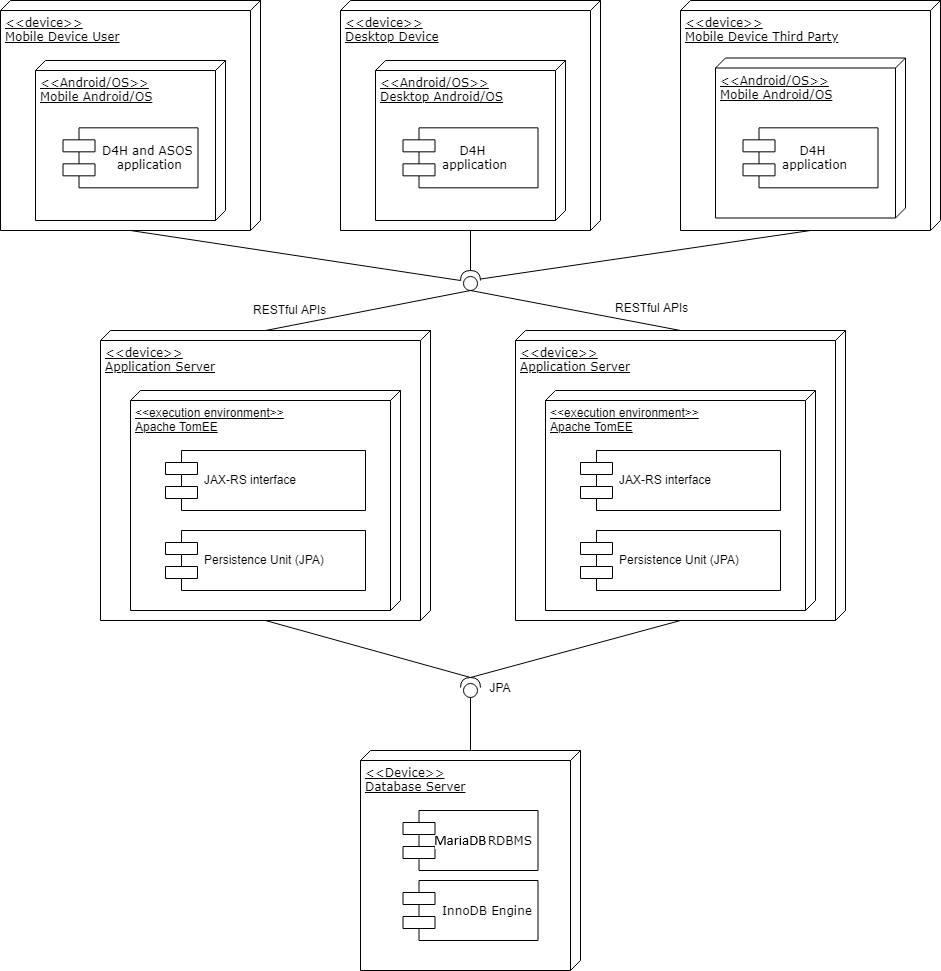 <<device>>
Mobile Device User
<<Android/OS>>
Mobile Android/OS
D4H and ASOS
application
<<device>>
Desktop Device
<<Android/OS>>
Desktop Android/OS
D4H
application
<<device>>
Mobile Device Third Party
<<Android/OS>>
Mobile Android/OS
D4H
application
RESTful APIs
RESTful APIs
<<device>>
Application Server
<<execution environment>>
Apache TomEE
JAX-RS interface
Persistence Unit (JPA)
<<device>>
Application Server
<<execution environment>>
Apache TomEE
JAX-RS interface
Persistence Unit (JPA)
JPA
<<Device>>
Database Server
MariaDB RDBMS
InnoDB Engine